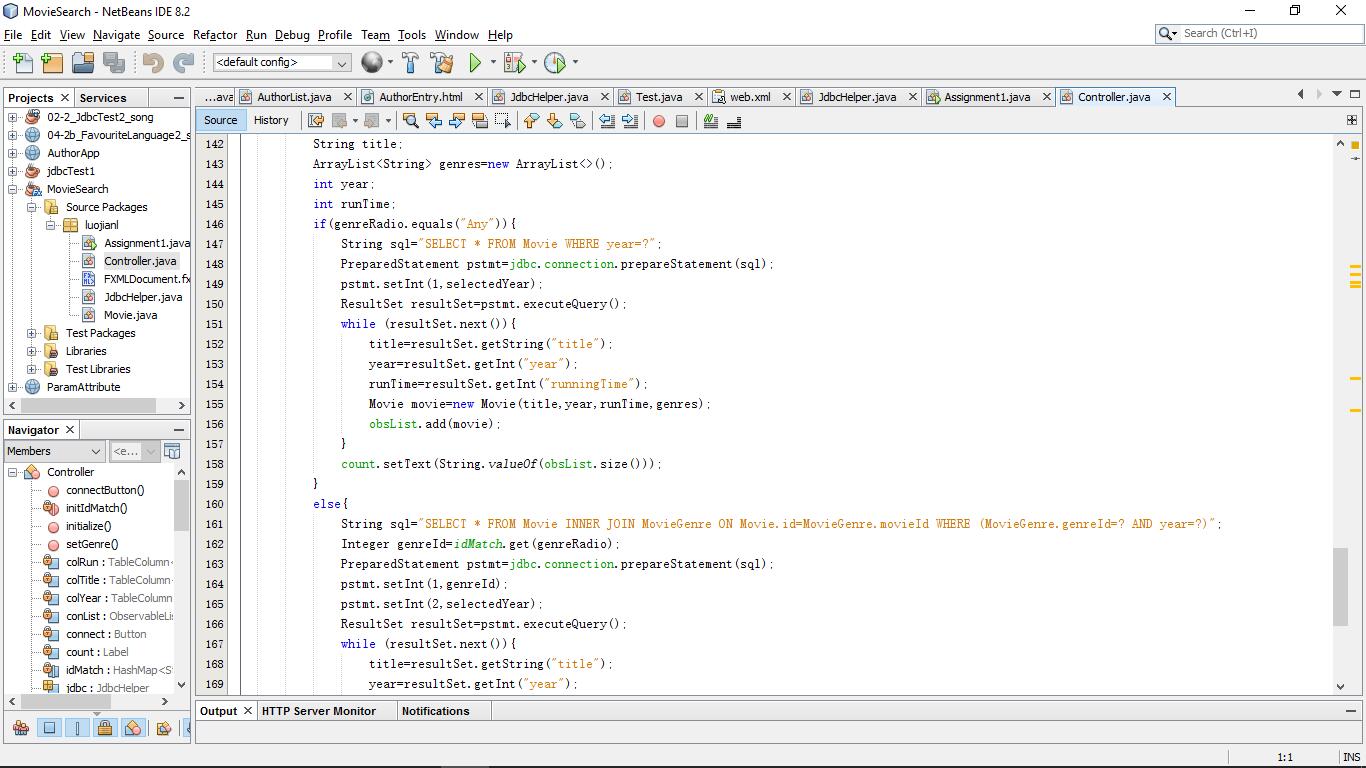 MovieSearch - NetBeans IDE 8.2
File Edit View Navigate Source Refactor Run Debug Profile Team Tools Window Help
Search (Ctrl+I)
<default config>
Projects Services
...ava AuthorList.java AuthorEntry.html JdbcHelper.java Test.java web.xml JdbcHelper.java Assignment1.java Controller.java
Source History
02-2_JdbcTest2_song
04-2b_FavouriteLanguage2_s
AuthorApp
jdbcTest1
MovieSearch
Source Packages
luojianl
Assignment1.java
Controller.java
FXMLDocument.fx
JdbcHelper.java
Movie.java
Test Packages
Libraries
Test Libraries
ParamAttribute
Navigator
Members <e...
Controller
connectButton()
initIdMatch()
initialize()
setGenre()
colRun : TableColumn<
colTitle : TableColumn
colYear : TableColumn
conList : ObservableLi
connect : Button
count : Label
idMatch : HashMap<S
jdbc : JdbcHelper
142 String title;
143 ArrayList<String> genres=new ArrayList<>();
144 int year;
145 int runTime;
146 if(genreRadio.equals("Any")){
147 String sql="SELECT * FROM Movie WHERE year=?";
148 PreparedStatement pstmt=jdbc.connection.prepareStatement(sql);
149 pstmt.setInt(1,selectedYear);
150 ResultSet resultSet=pstmt.executeQuery();
151 while (resultSet.next()){
152 title=resultSet.getString("title");
153 year=resultSet.getInt("year");
154 runTime=resultSet.getInt("runningTime");
155 Movie movie=new Movie(title,year,runTime,genres);
156 obsList.add(movie);
157 }
158 count.setText(String.valueOf(obsList.size()));
159 }
160 else{
161 String sql="SELECT * FROM Movie INNER JOIN MovieGenre ON Movie.id=MovieGenre.movieId WHERE (MovieGenre.genreId=? AND year=?)";
162 Integer genreId=idMatch.get(genreRadio);
163 PreparedStatement pstmt=jdbc.connection.prepareStatement(sql);
164 pstmt.setInt(1,genreId);
165 pstmt.setInt(2,selectedYear);
166 ResultSet resultSet=pstmt.executeQuery();
167 while (resultSet.next()){
168 title=resultSet.getString("title");
169 year=resultSet.getInt("year");
Output HTTP Server Monitor Notifications
1:1 INS